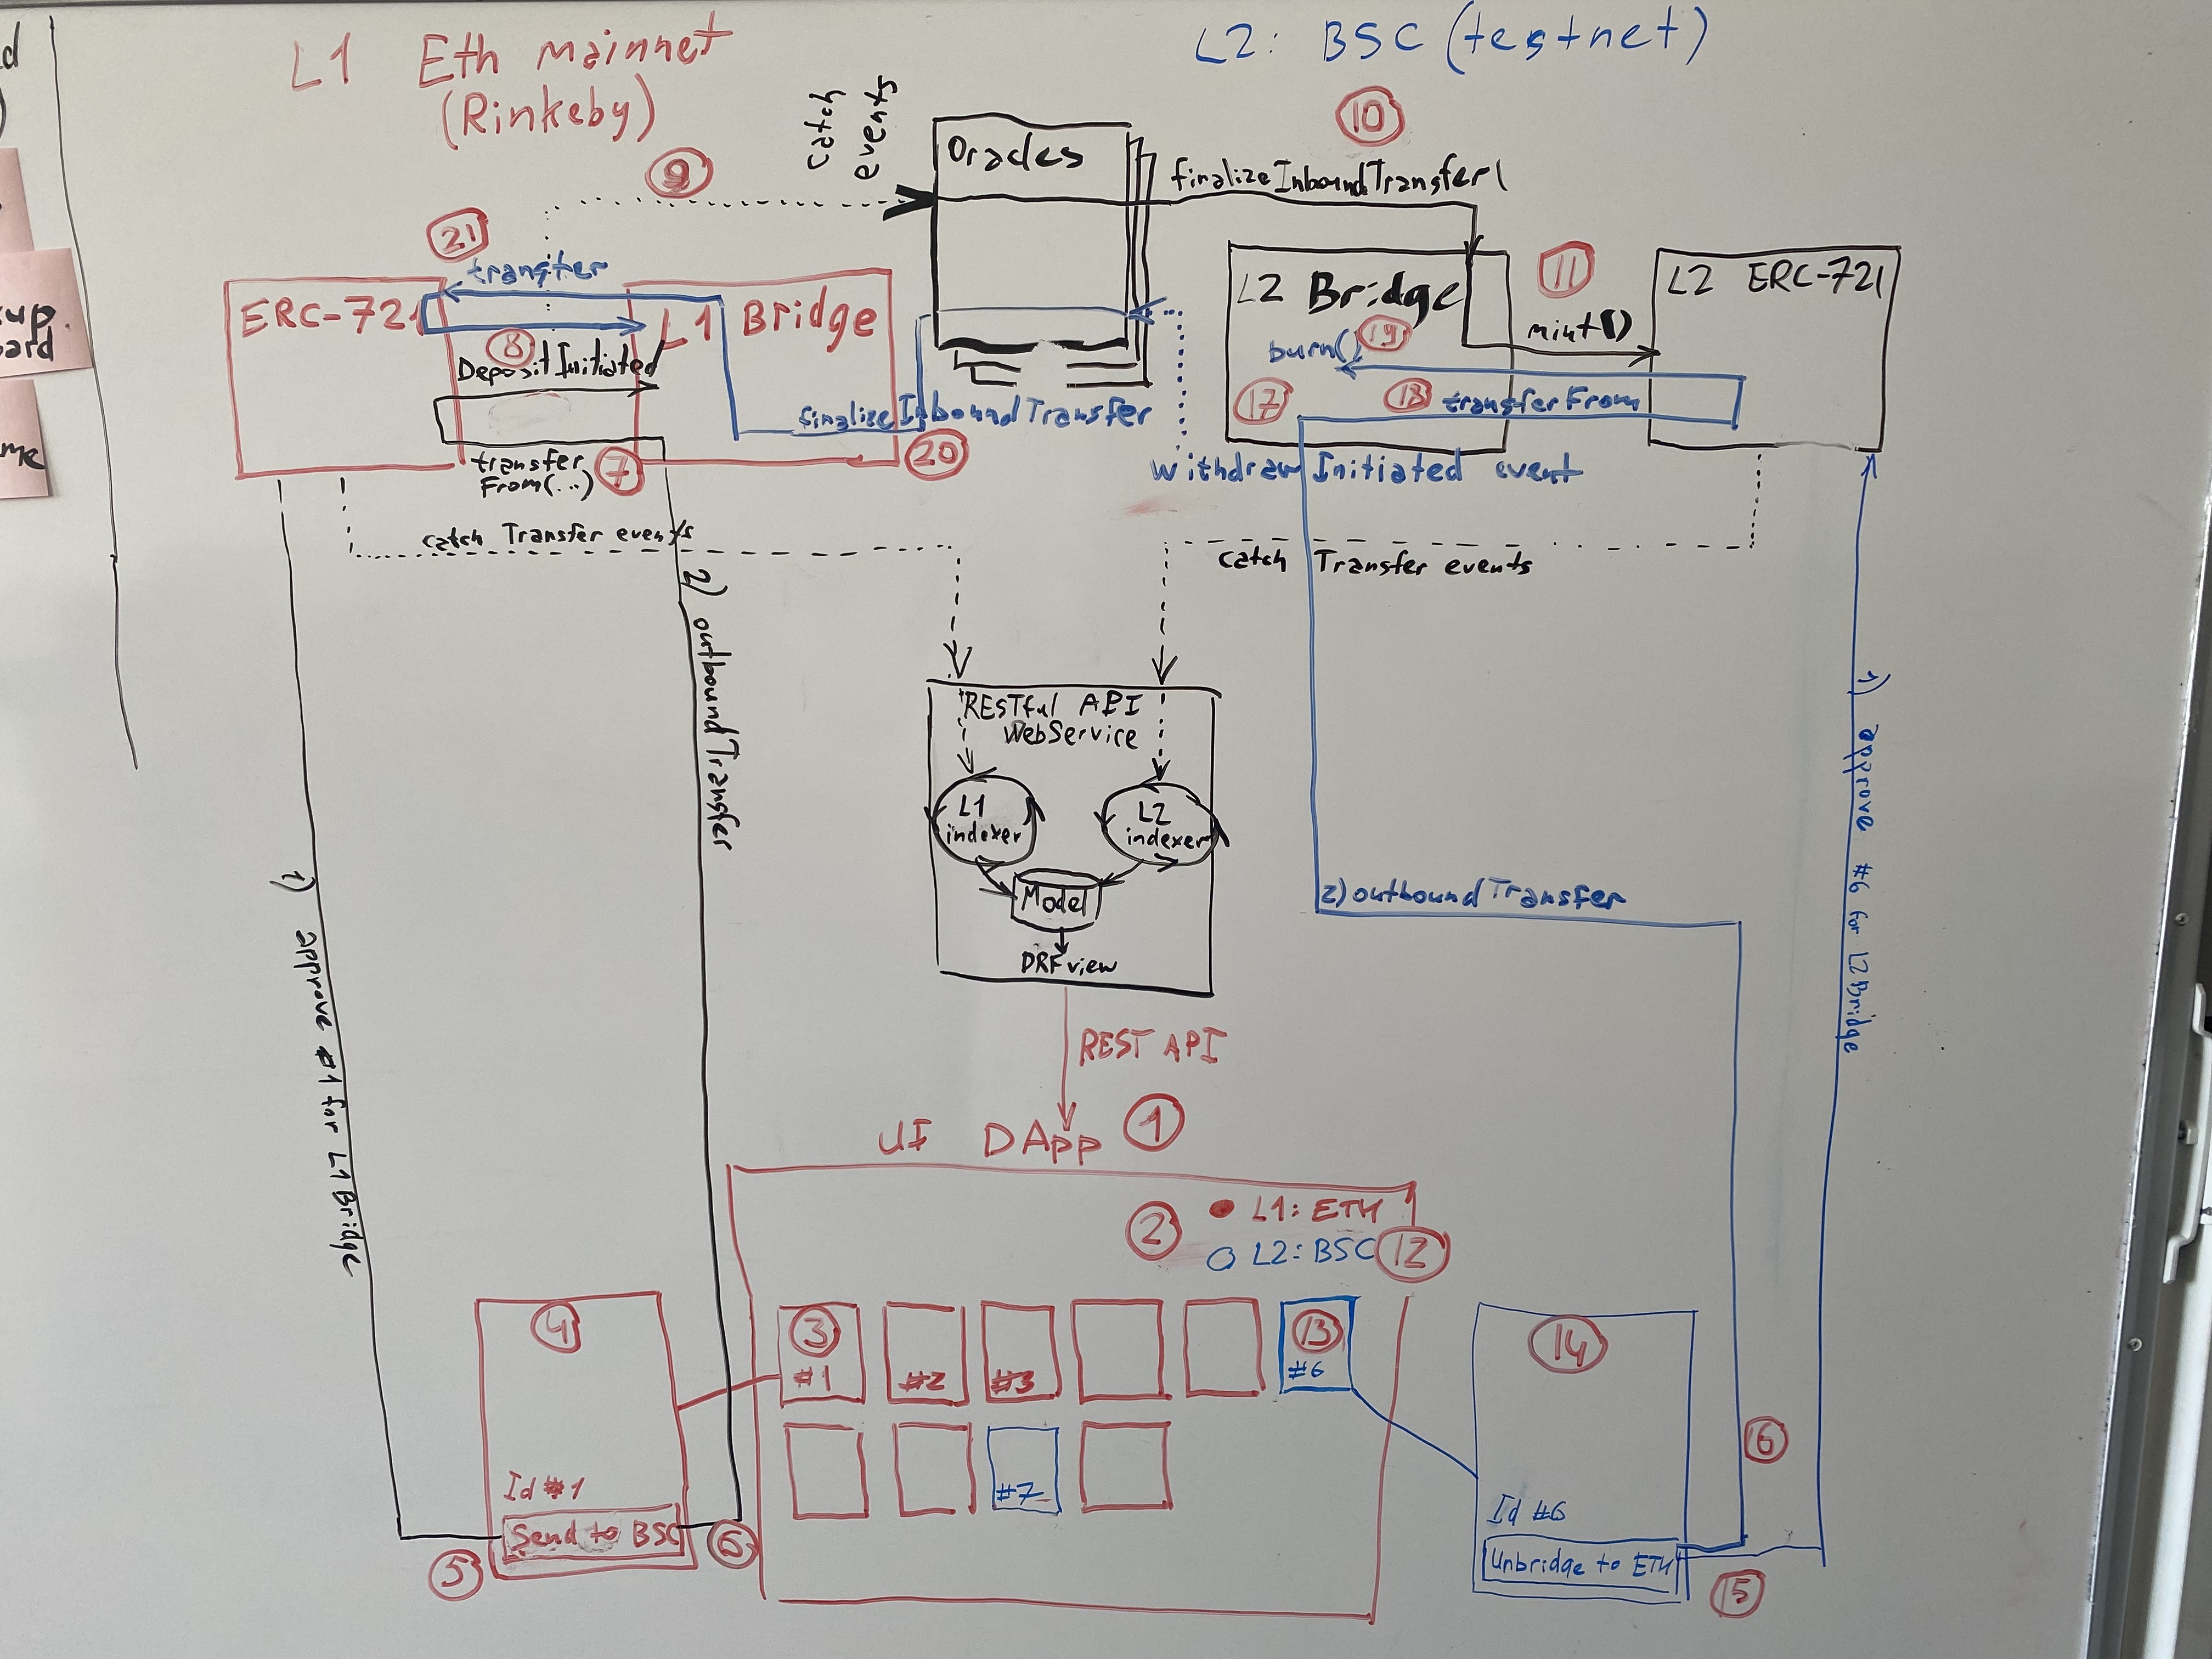 d
)
up.
ard
me
L1 Eth mainnet
(Rinkeby)
L2: BSC (testnet)
catch
events
9
10
Oracles
finalizeInboundTransfer(
21
transfer
ERC-721
L1 Bridge
8
DepositInitiated
transfer
From(...)
7
finalizeInboundTransfer
20
L2 Bridge
11
L2 ERC-721
mint()
burn()
19
17
18
transferFrom
WithdrawInitiated event
catch Transfer events
catch Transfer events
2) outboundTransfer
1) approve #1 for L1Bridge
RESTful API
WebService
L1
indexer
L2
indexer
Model
DRF view
REST API
2) outboundTransfer
1) approve #6 for L2Bridge
UI DApp
1
2
L1: ETH
L2: BSC
12
4
3
#1
#2
#3
13
#6
14
#7
Id #1
Send to BSC
5
6
16
Id #6
Unbridge to ETH
15